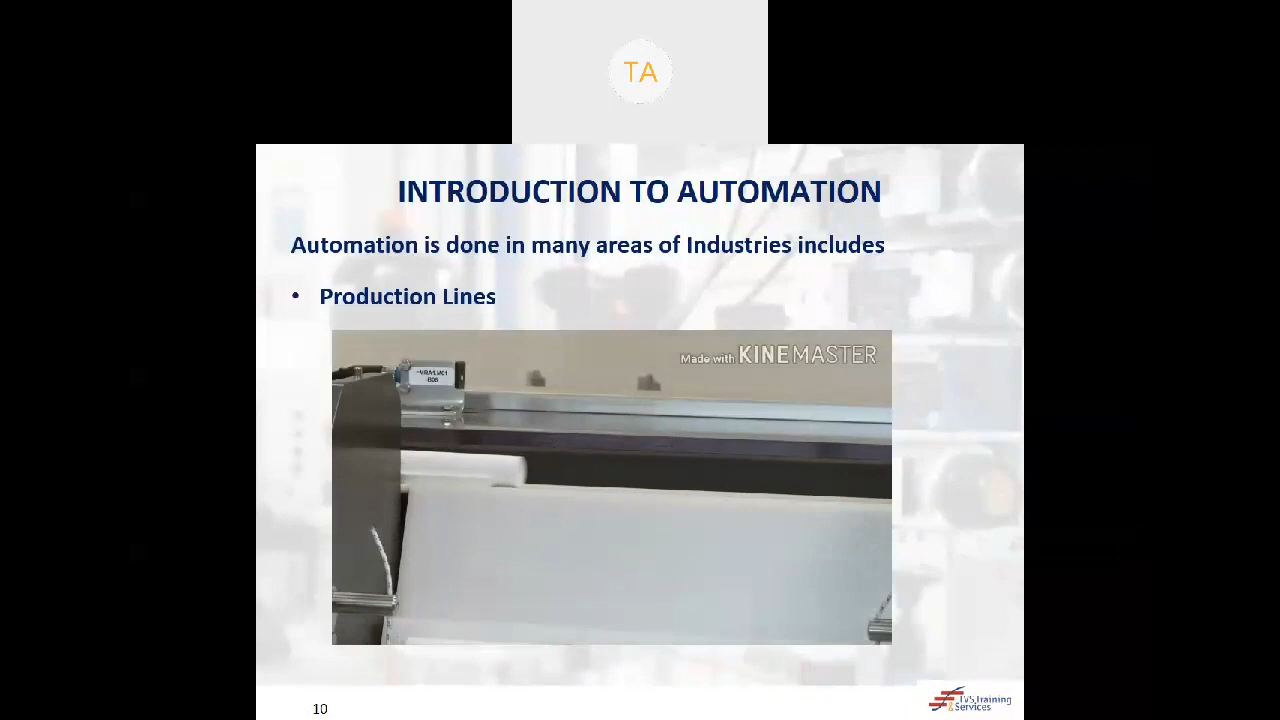 TA
INTRODUCTION TO AUTOMATION
Automation is done in many areas of Industries includes
• Production Lines
Made with KINEMASTER
-B08
10
TVS Training
& Services